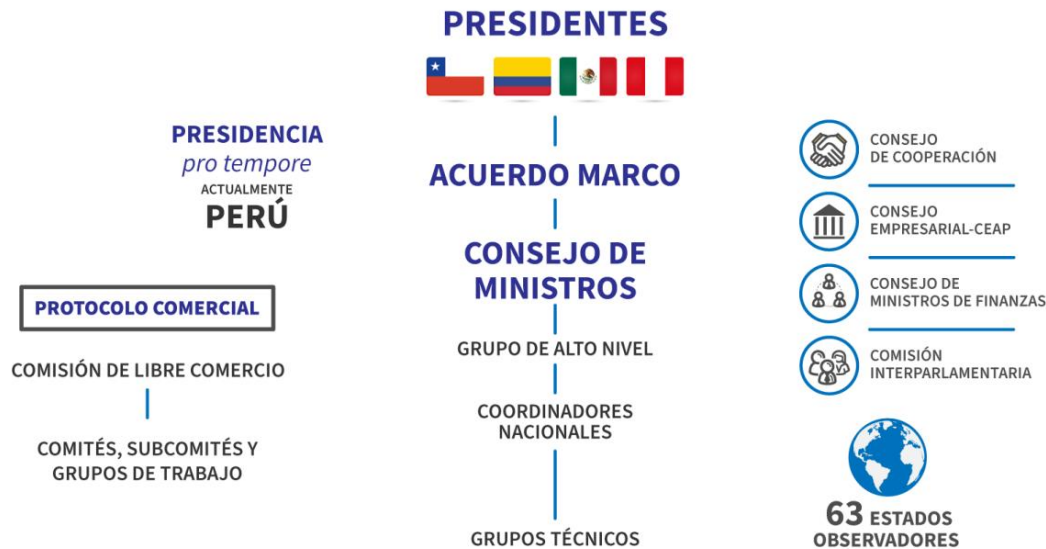 PRESIDENTES
PRESIDENCIA
pro tempore
ACTUALMENTE
PERÚ
PROTOCOLO COMERCIAL
COMISIÓN DE LIBRE COMERCIO
COMITÉS, SUBCOMITÉS Y
GRUPOS DE TRABAJO
ACUERDO MARCO
CONSEJO DE
MINISTROS
GRUPO DE ALTO NIVEL
COORDINADORES
NACIONALES
GRUPOS TÉCNICOS
CONSEJO
DE COOPERACIÓN
CONSEJO
EMPRESARIAL-CEAP
CONSEJO DE
MINISTROS DE FINANZAS
COMISIÓN
INTERPARLAMENTARIA
63 ESTADOS
OBSERVADORES